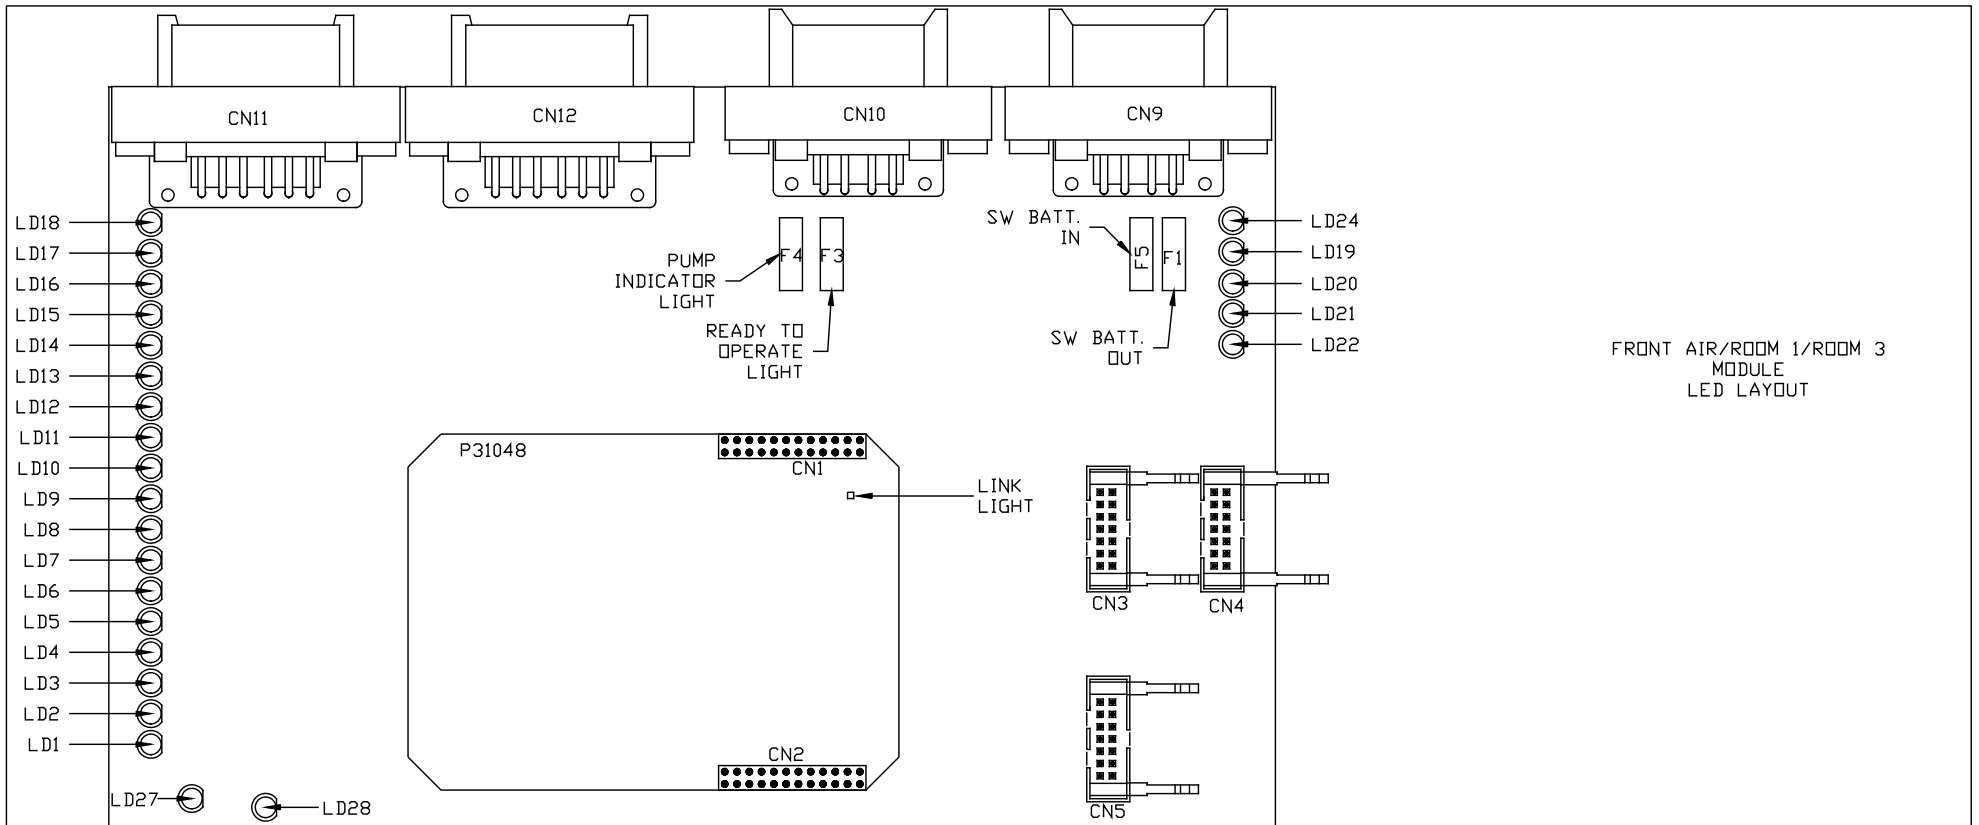 CN11
CN12
CN10
CN9
LD18
LD17
LD16
LD15
LD14
LD13
LD12
LD11
LD10
LD9
LD8
LD7
LD6
LD5
LD4
LD3
LD2
LD1
LD27
LD28
PUMP
INDICATOR
LIGHT
F4
F3
READY TO
OPERATE
LIGHT
SW BATT.
IN
F5
F1
SW BATT.
OUT
LD24
LD19
LD20
LD21
LD22
FRONT AIR/ROOM 1/ROOM 3
MODULE
LED LAYOUT
P31048
CN1
LINK
LIGHT
CN2
CN3
CN4
CN5